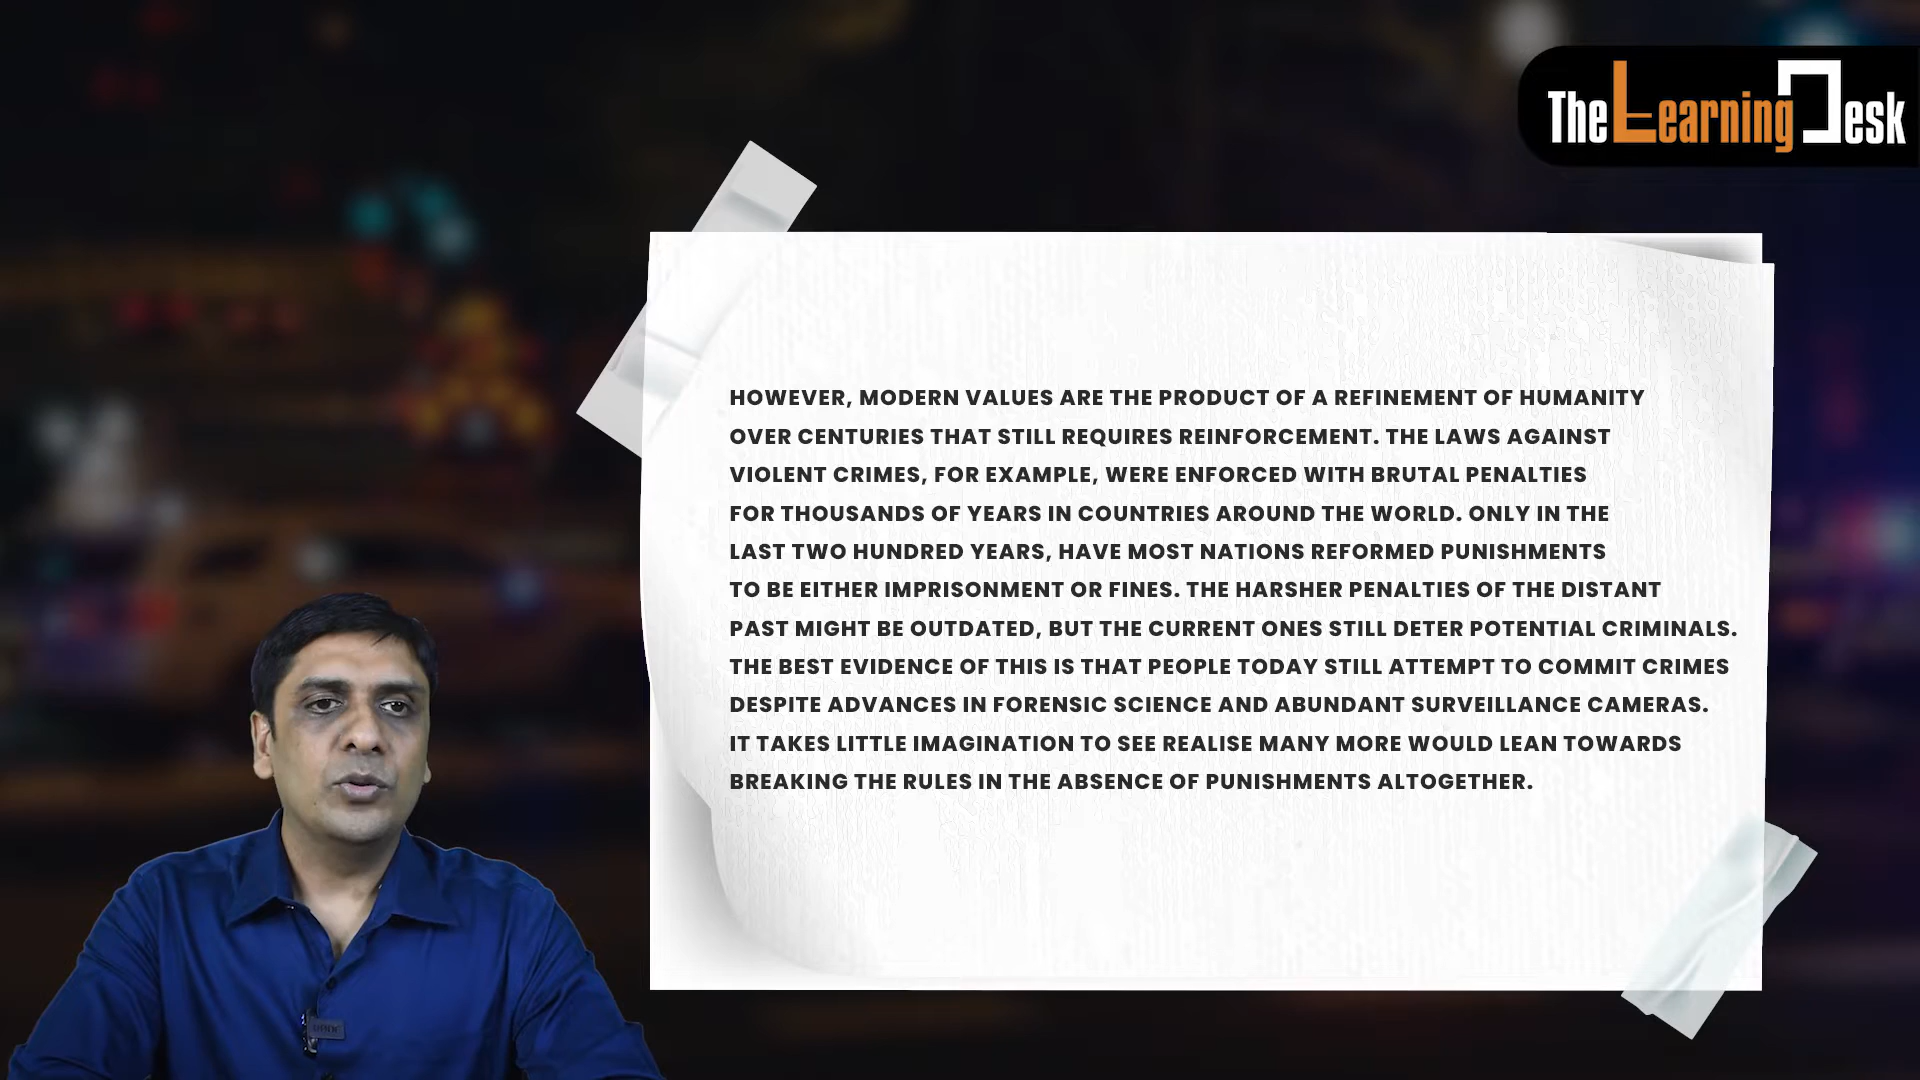 The Learning Desk
HOWEVER, MODERN VALUES ARE THE PRODUCT OF A REFINEMENT OF HUMANITY
OVER CENTURIES THAT STILL REQUIRES REINFORCEMENT. THE LAWS AGAINST
VIOLENT CRIMES, FOR EXAMPLE, WERE ENFORCED WITH BRUTAL PENALTIES
FOR THOUSANDS OF YEARS IN COUNTRIES AROUND THE WORLD. ONLY IN THE
LAST TWO HUNDRED YEARS, HAVE MOST NATIONS REFORMED PUNISHMENTS
TO BE EITHER IMPRISONMENT OR FINES. THE HARSHER PENALTIES OF THE DISTANT
PAST MIGHT BE OUTDATED, BUT THE CURRENT ONES STILL DETER POTENTIAL CRIMINALS.
THE BEST EVIDENCE OF THIS IS THAT PEOPLE TODAY STILL ATTEMPT TO COMMIT CRIMES
DESPITE ADVANCES IN FORENSIC SCIENCE AND ABUNDANT SURVEILLANCE CAMERAS.
IT TAKES LITTLE IMAGINATION TO SEE REALISE MANY MORE WOULD LEAN TOWARDS
BREAKING THE RULES IN THE ABSENCE OF PUNISHMENTS ALTOGETHER.